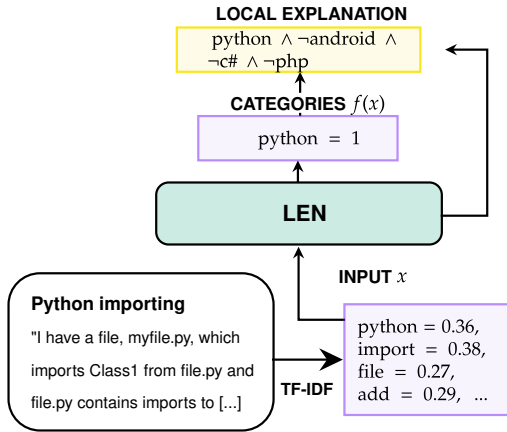 LOCAL EXPLANATION
python ∧ ¬android ∧
¬c# ∧ ¬php
CATEGORIES f(x)
python = 1
LEN
INPUT x
Python importing
"I have a file, myfile.py, which
imports Class1 from file.py and
file.py contains imports to [...]
TF-IDF
python = 0.36,
import = 0.38,
file = 0.27,
add = 0.29, ...